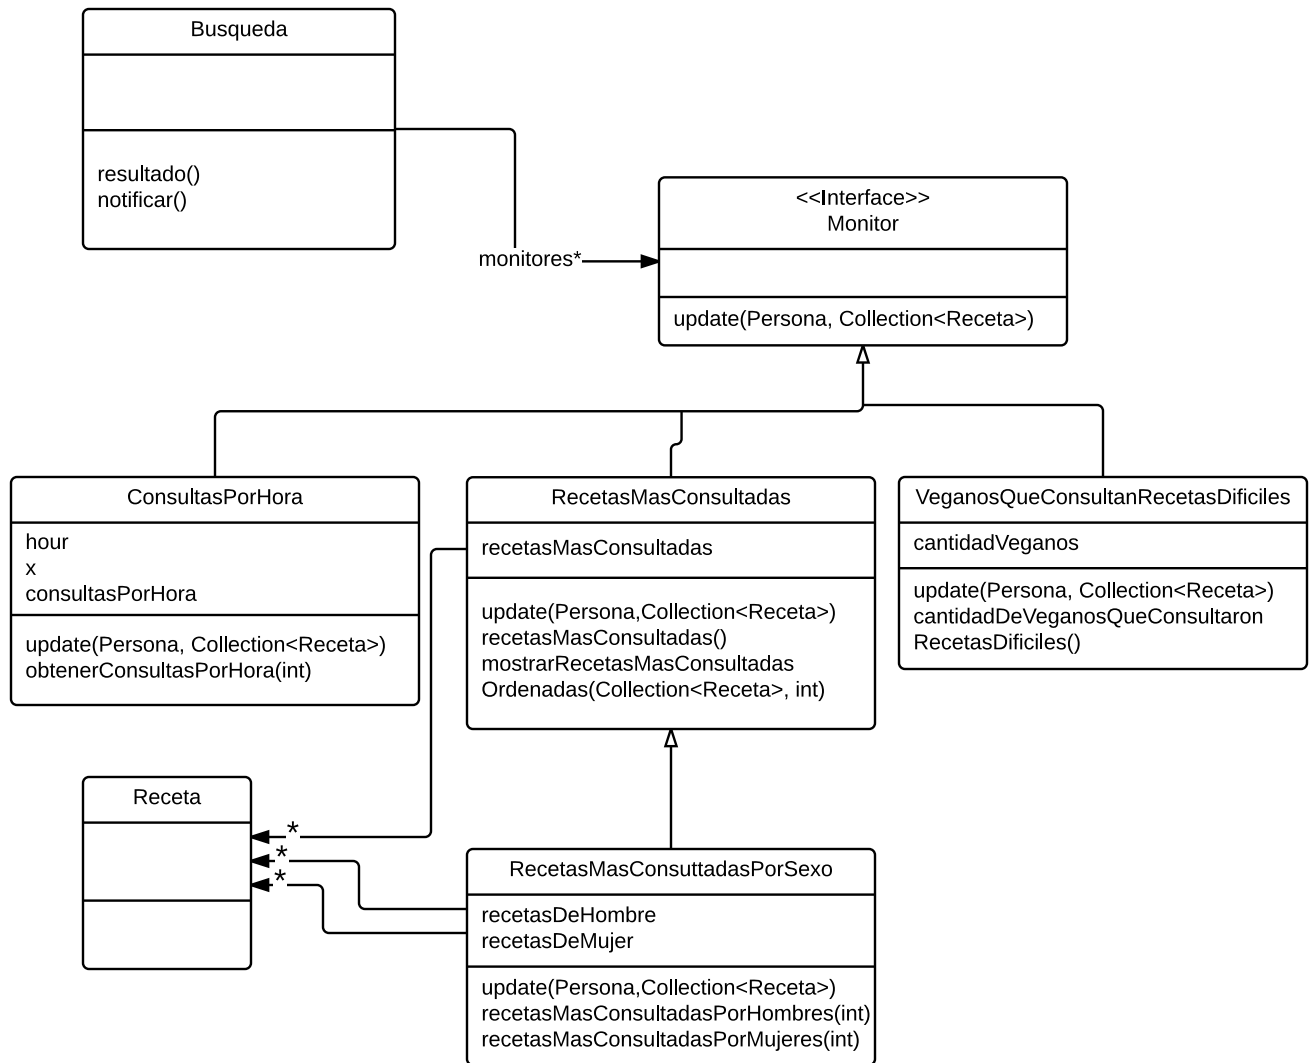 Busqueda
resultado()
notificar()
<<Interface>>
Monitor
monitores*
update(Persona, Collection<Receta>)
ConsultasPorHora
hour
x
consultasPorHora
update(Persona, Collection<Receta>)
obtenerConsultasPorHora(int)
RecetasMasConsultadas
recetasMasConsultadas
update(Persona,Collection<Receta>)
recetasMasConsultadas()
mostrarRecetasMasConsultadas
Ordenadas(Collection<Receta>, int)
VeganosQueConsultanRecetasDificiles
cantidadVeganos
update(Persona, Collection<Receta>)
cantidadDeVeganosQueConsultaron
RecetasDificiles()
Receta
*
*
*
RecetasMasConsuttadasPorSexo
recetasDeHombre
recetasDeMujer
update(Persona,Collection<Receta>)
recetasMasConsultadasPorHombres(int)
recetasMasConsultadasPorMujeres(int)